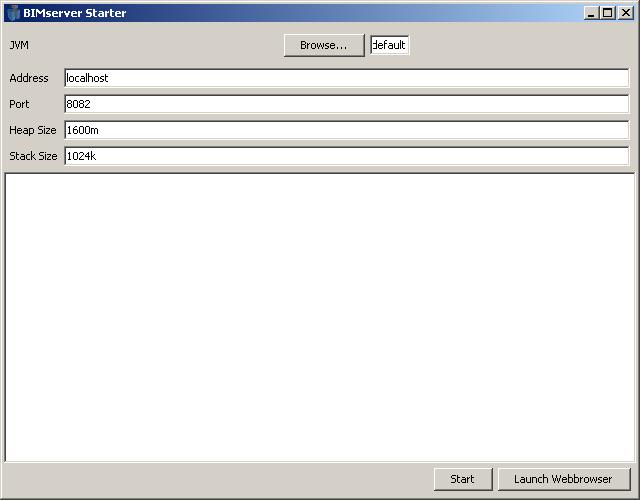 BIMserver Starter
JVM Browse... default
Address localhost
Port 8082
Heap Size 1600m
Stack Size 1024k
Start Launch Webbrowser